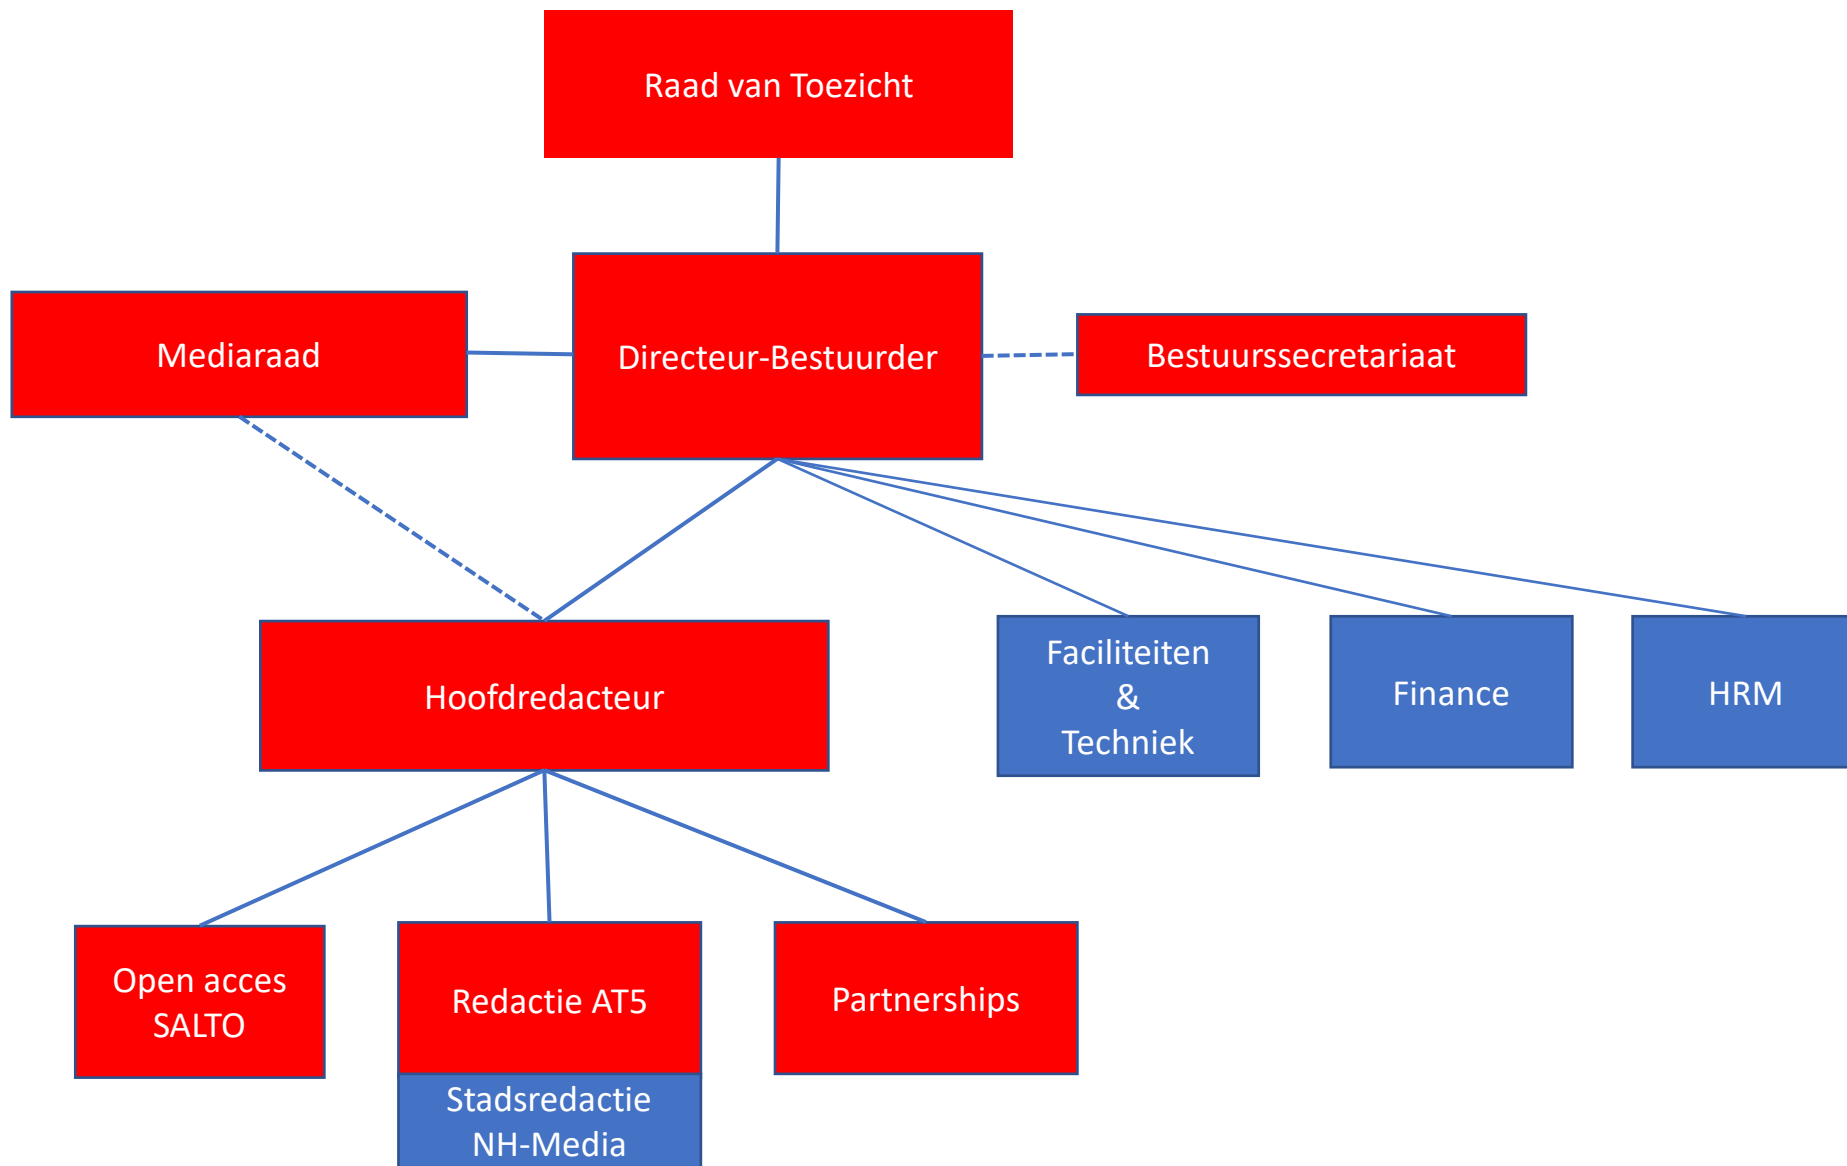 Raad van Toezicht
Mediaraad
Directeur-Bestuurder
Bestuurssecretariaat
Hoofdredacteur
Faciliteiten
&
Techniek
Finance
HRM
Open acces
SALTO
Redactie AT5
Partnerships
Stadsredactie
NH-Media